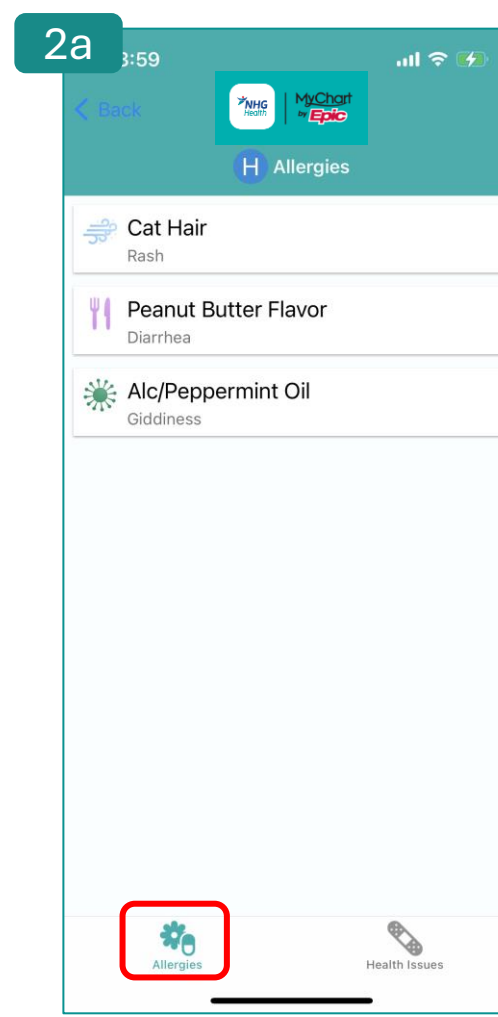 2a
3:59
Back
NHG Health | MyChart by Epic
H Allergies
Cat Hair
Rash
Peanut Butter Flavor
Diarrhea
Alc/Peppermint Oil
Giddiness
Allergies Health Issues